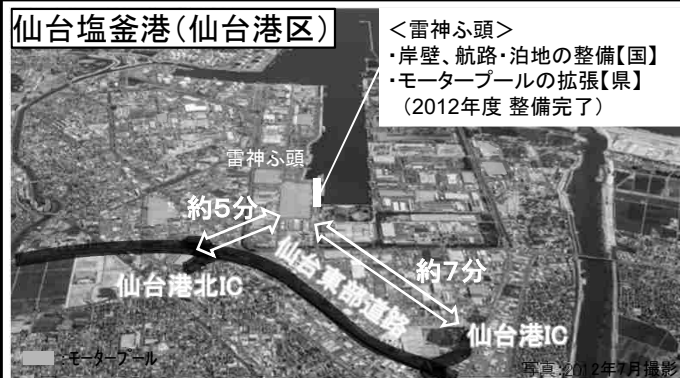 仙台塩釜港(仙台港区)
<雷神ふ頭>
・岸壁、航路・泊地の整備【国】
・モータープールの拡張【県】
(2012年度 整備完了)
雷神ふ頭
約5分
約7分
仙台東部道路
仙台港北IC
仙台港IC
:モータープール
写真:2012年7月撮影